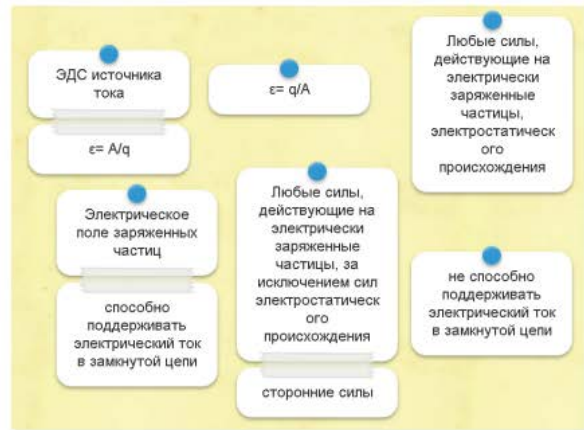 ЭДС источника
тока
ε= A/q
ε= q/A
Любые силы,
действующие на
электрически
заряженные
частицы,
электростатическ
ого
происхождения
Электрическое
поле заряженных
частиц
способно
поддерживать
электрический ток
в замкнутой цепи
Любые силы,
действующие на
электрически
заряженные
частицы, за
исключением сил
электростатическ
ого
происхождения
сторонние силы
не способно
поддерживать
электрический ток
в замкнутой цепи